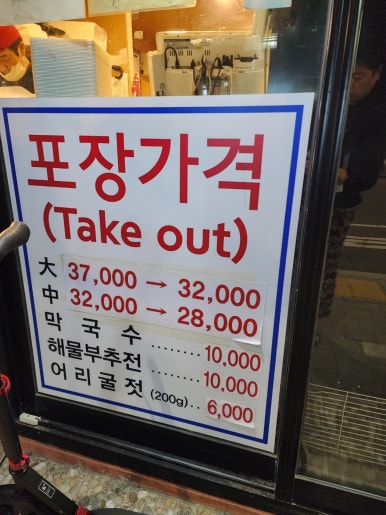 포장가격
(Take out)
大 37,000 → 32,000
中 32,000 → 28,000
막국수 ········ 10,000
해물부추전 ····· 10,000
어리굴젓 (200g)·· 6,000